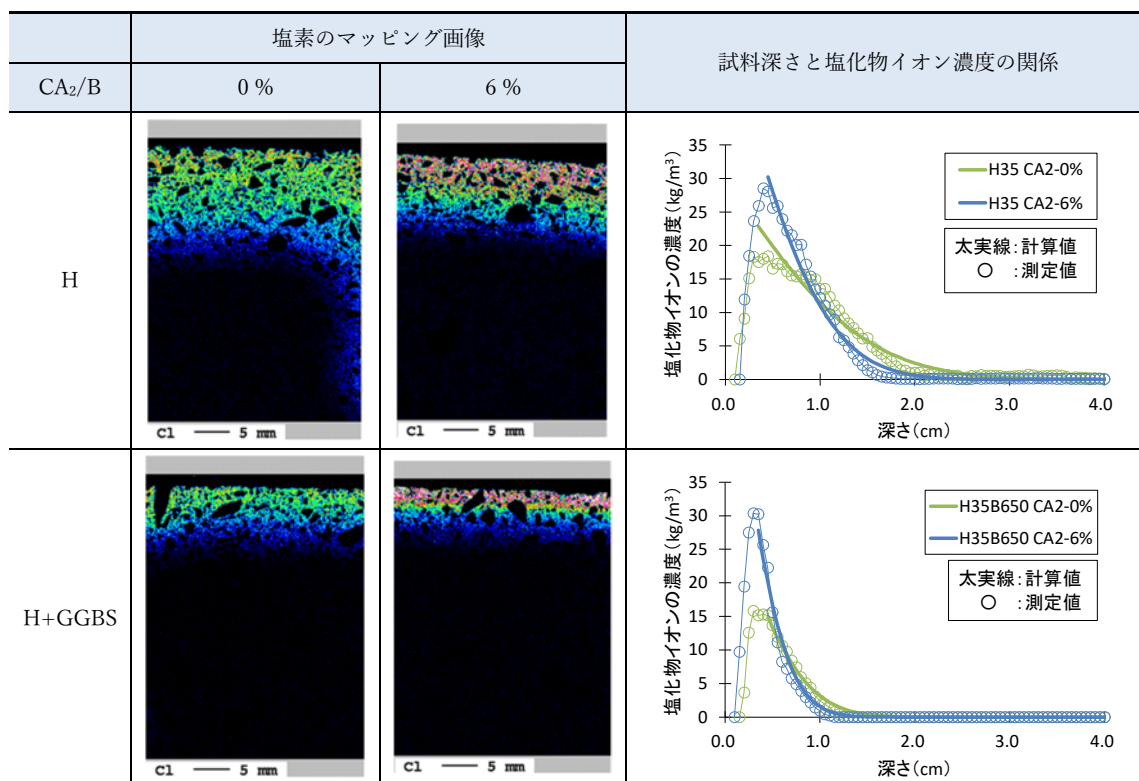 塩素のマッピング画像
試料深さと塩化物イオン濃度の関係
CA₂/B
0 %
6 %
H
Cl 5 mm
Cl 5 mm
塩化物イオンの濃度(kg/m³)
35
30
25
20
15
10
5
0
0.0 1.0 2.0 3.0 4.0
深さ(cm)
H35 CA2-0%
H35 CA2-6%
太実線:計算値
○ :測定値
H+GGBS
Cl 5 mm
Cl 5 mm
塩化物イオンの濃度(kg/m³)
35
30
25
20
15
10
5
0
0.0 1.0 2.0 3.0 4.0
深さ(cm)
H35B650 CA2-0%
H35B650 CA2-6%
太実線:計算値
○ :測定値